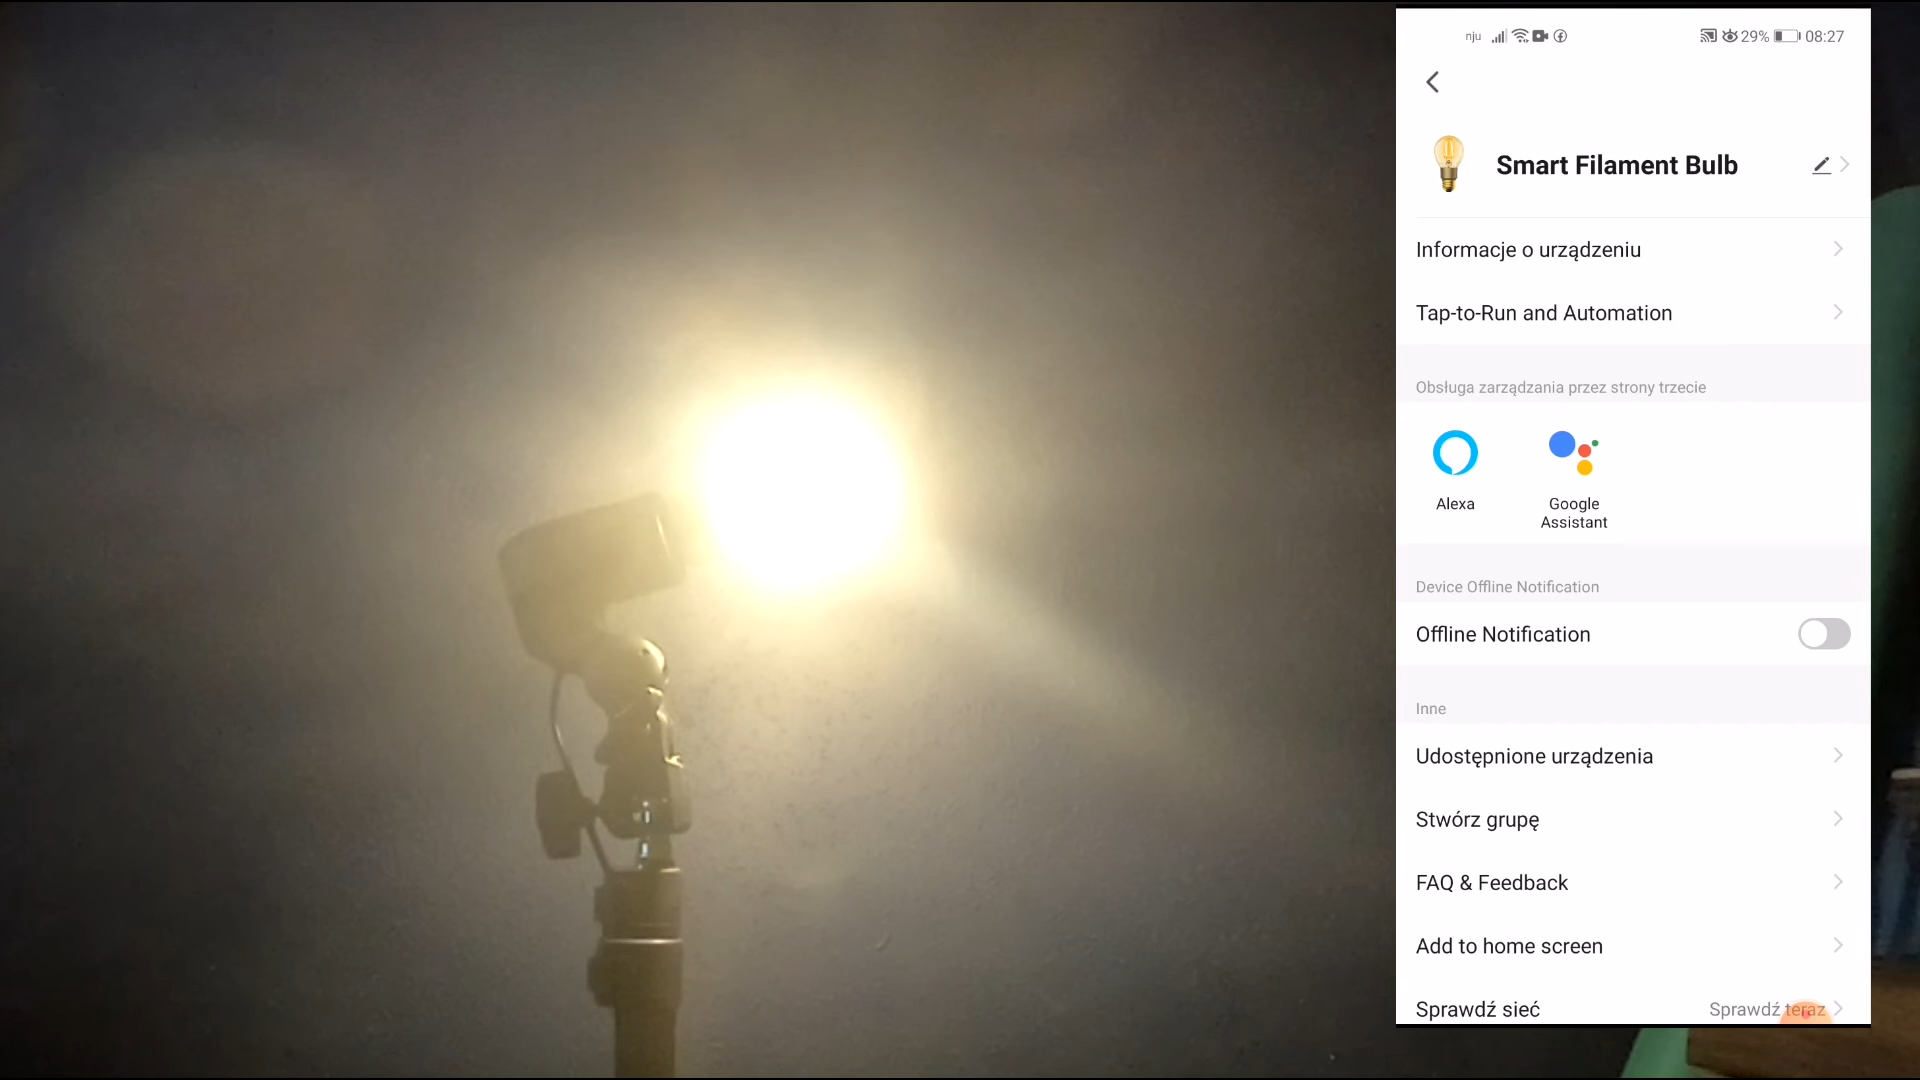 nju 29% 08:27
Smart Filament Bulb
Informacje o urządzeniu
Tap-to-Run and Automation
Obsługa zarządzania przez strony trzecie
Alexa
Google
Assistant
Device Offline Notification
Offline Notification
Inne
Udostępnione urządzenia
Stwórz grupę
FAQ & Feedback
Add to home screen
Sprawdź sieć Sprawdź teraz